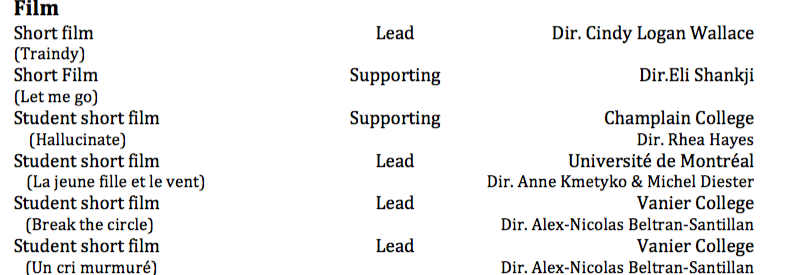 Film
Short film Lead Dir. Cindy Logan Wallace
(Traindy)
Short Film Supporting Dir.Eli Shankji
(Let me go)
Student short film Supporting Champlain College
(Hallucinate) Dir. Rhea Hayes
Student short film Lead Université de Montréal
(La jeune fille et le vent) Dir. Anne Kmetyko & Michel Diester
Student short film Lead Vanier College
(Break the circle) Dir. Alex-Nicolas Beltran-Santillan
Student short film Lead Vanier College
(Un cri murmuré) Dir. Alex-Nicolas Beltran-Santillan